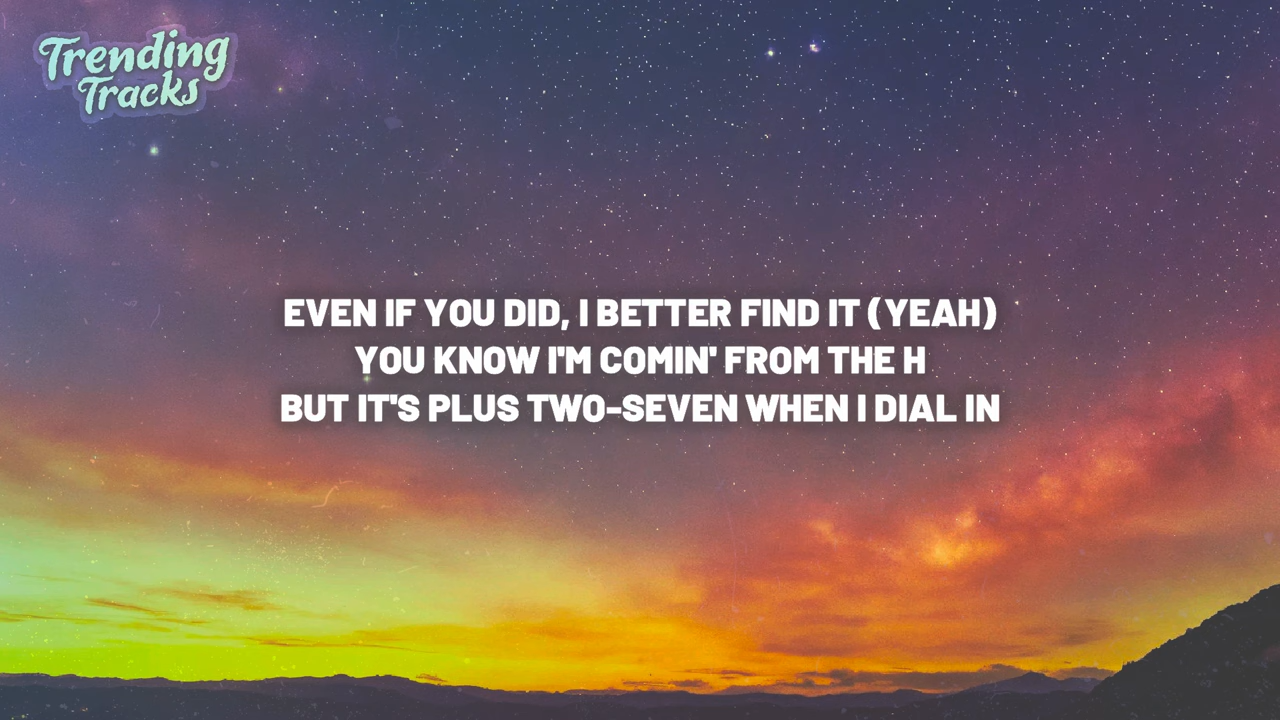 Trending
Tracks
EVEN IF YOU DID, I BETTER FIND IT (YEAH)
YOU KNOW I'M COMIN' FROM THE H
BUT IT'S PLUS TWO-SEVEN WHEN I DIAL IN